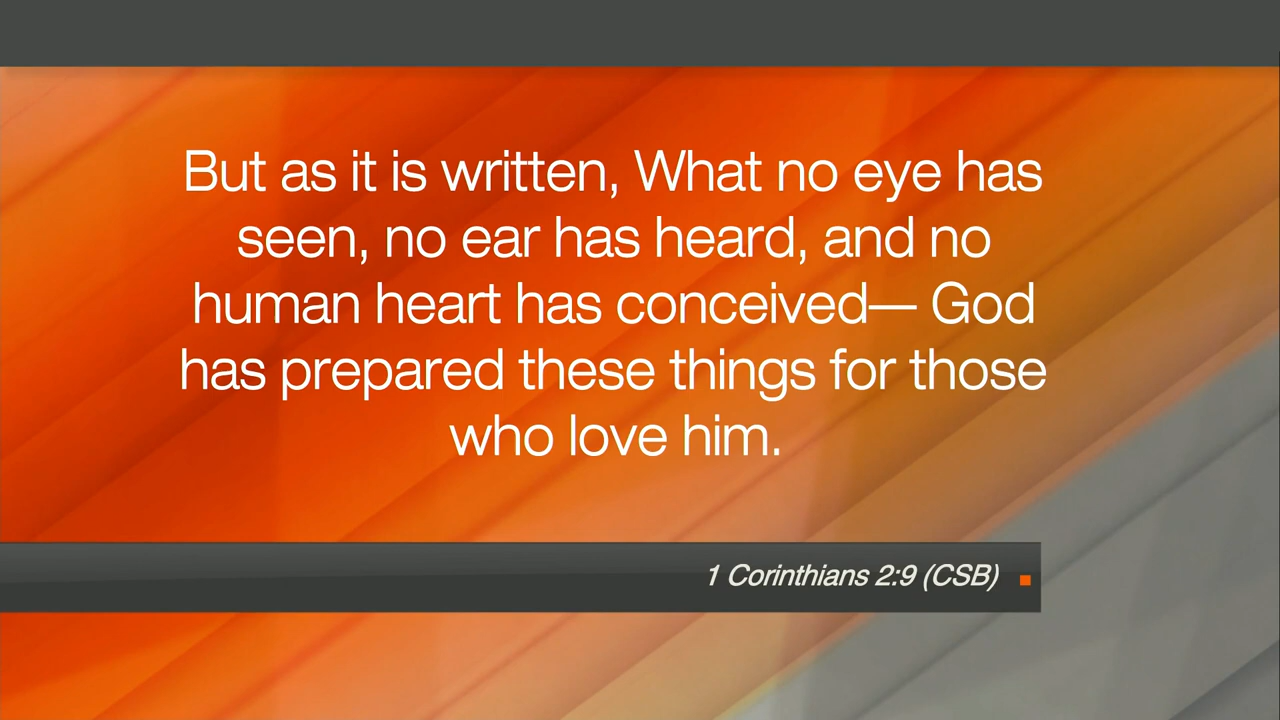 But as it is written, What no eye has
seen, no ear has heard, and no
human heart has conceived— God
has prepared these things for those
who love him.
1 Corinthians 2:9 (CSB)